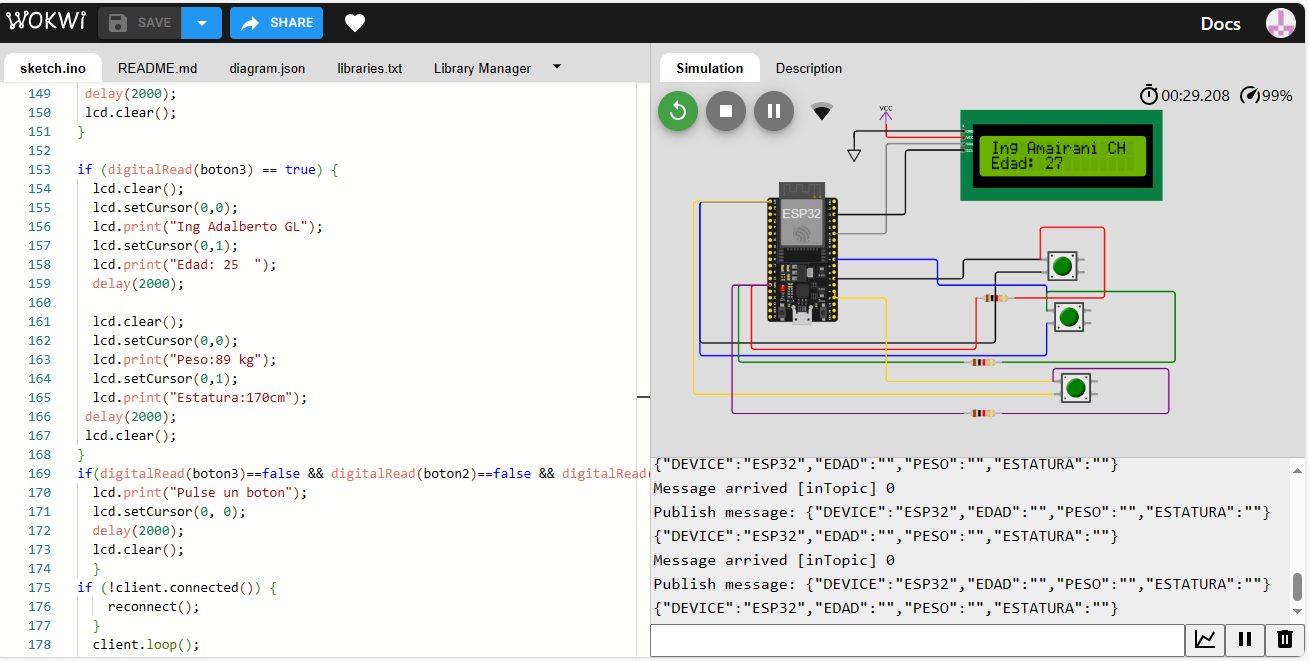 WOKWI SAVE SHARE Docs
sketch.ino README.md diagram.json libraries.txt Library Manager
149 delay(2000);
150 lcd.clear();
151 }
152
153 if (digitalRead(boton3) == true) {
154 lcd.clear();
155 lcd.setCursor(0,0);
156 lcd.print("Ing Adalberto GL");
157 lcd.setCursor(0,1);
158 lcd.print("Edad: 25  ");
159 delay(2000);
160
161 lcd.clear();
162 lcd.setCursor(0,0);
163 lcd.print("Peso:89 kg");
164 lcd.setCursor(0,1);
165 lcd.print("Estatura:170cm");
166 delay(2000);
167 lcd.clear();
168 }
169 if(digitalRead(boton3)==false && digitalRead(boton2)==false && digitalRead(
170 lcd.print("Pulse un boton");
171 lcd.setCursor(0, 0);
172 delay(2000);
173 lcd.clear();
174 }
175 if (!client.connected()) {
176 reconnect();
177 }
178 client.loop();
Simulation Description
00:29.208 99%
VCC
Ing Amairani CH
Edad: 27
ESP32
{"DEVICE":"ESP32","EDAD":"","PESO":"","ESTATURA":""}
Message arrived [inTopic] 0
Publish message: {"DEVICE":"ESP32","EDAD":"","PESO":"","ESTATURA":""}
{"DEVICE":"ESP32","EDAD":"","PESO":"","ESTATURA":""}
Message arrived [inTopic] 0
Publish message: {"DEVICE":"ESP32","EDAD":"","PESO":"","ESTATURA":""}
{"DEVICE":"ESP32","EDAD":"","PESO":"","ESTATURA":""}